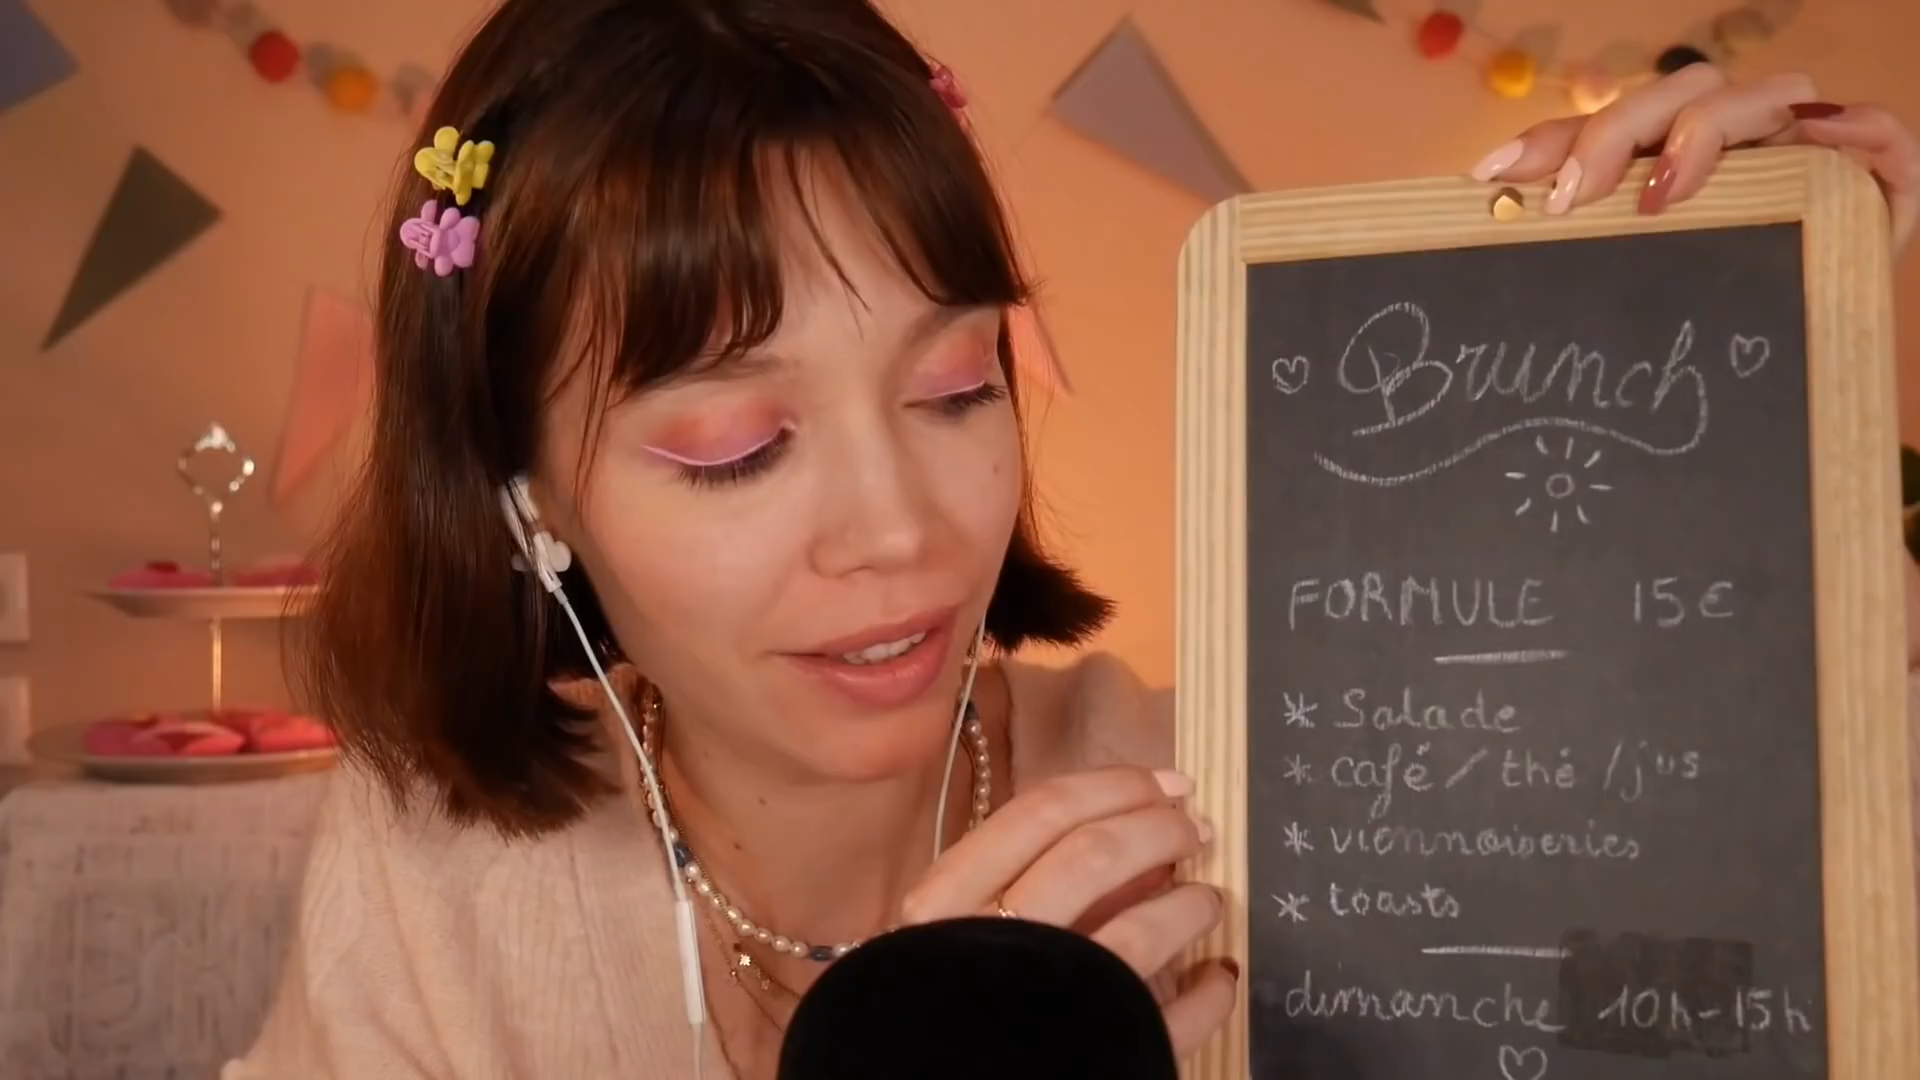 Brunch
FORMULE 15€
* Salade
* café / thé / jus
* viennoiseries
* toasts
dimanche 10h-15h